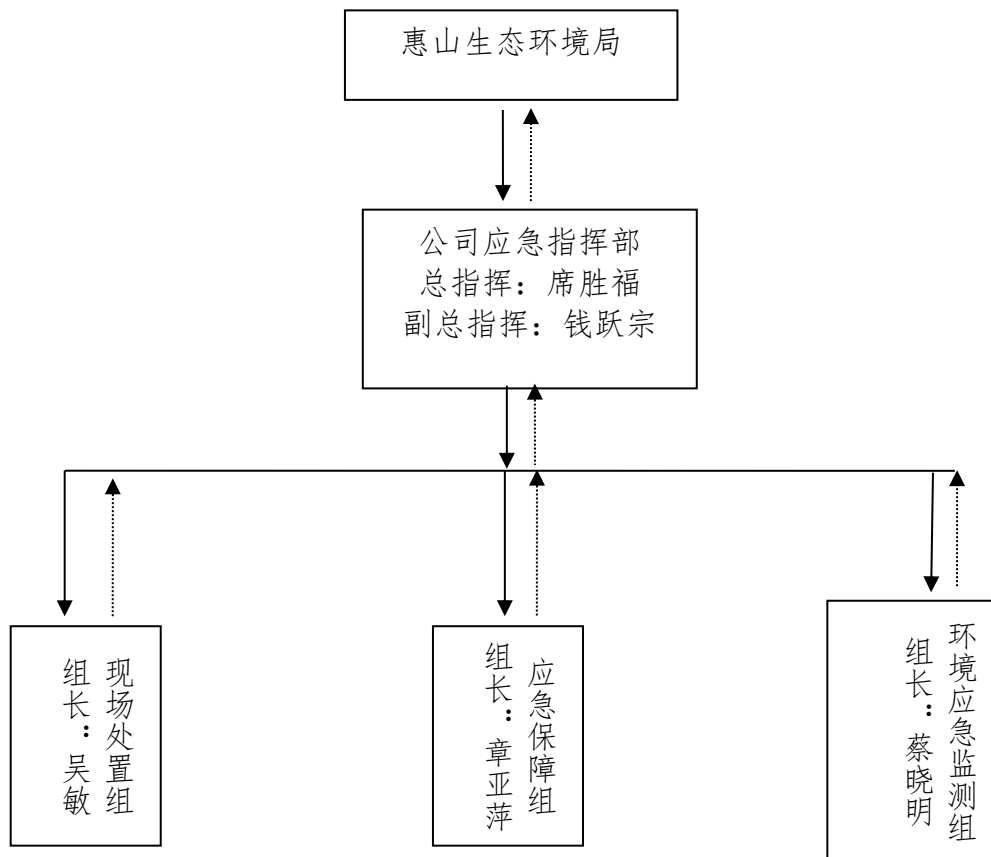 惠山生态环境局
公司应急指挥部
总指挥：席胜福
副总指挥：钱跃宗
现场处置组
组长：吴敏
应急保障组
组长：章亚萍
环境应急监测组
组长：蔡晓明